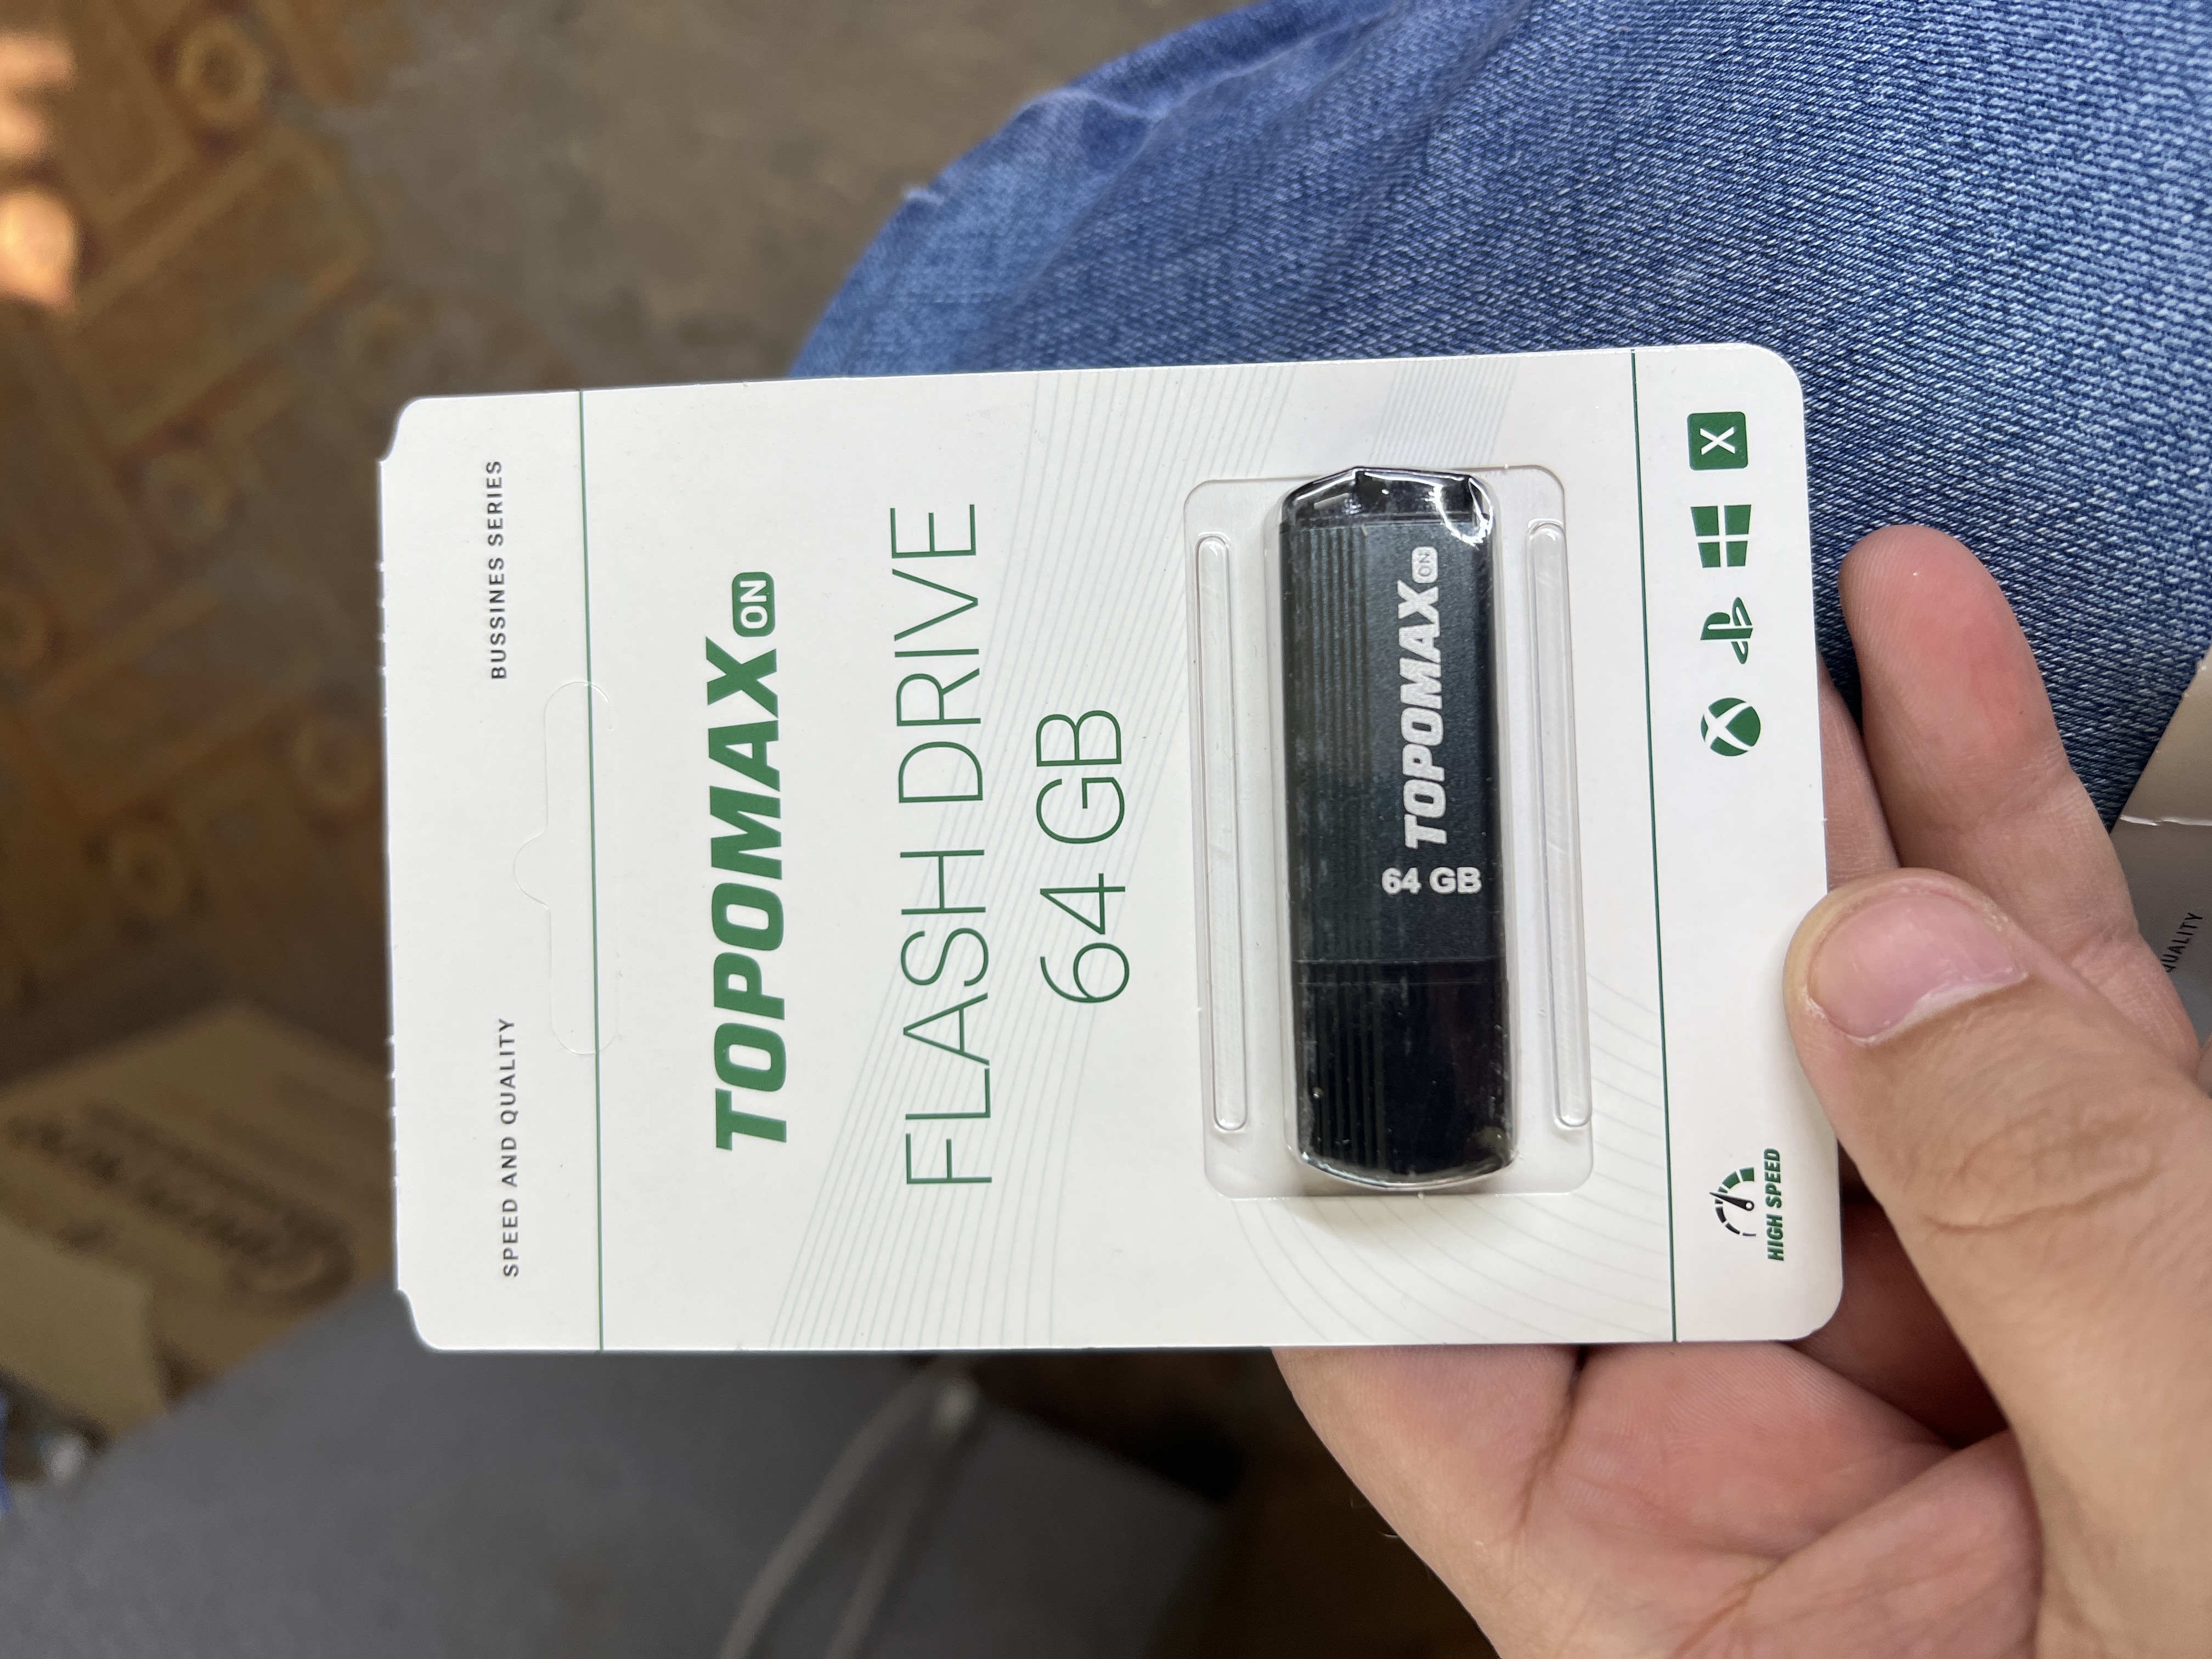 SPEED AND QUALITY
BUSSINES SERIES
TOPOMAX ON
FLASH DRIVE
64 GB
64 GB
TOPOMAX ON
HIGH SPEED
X